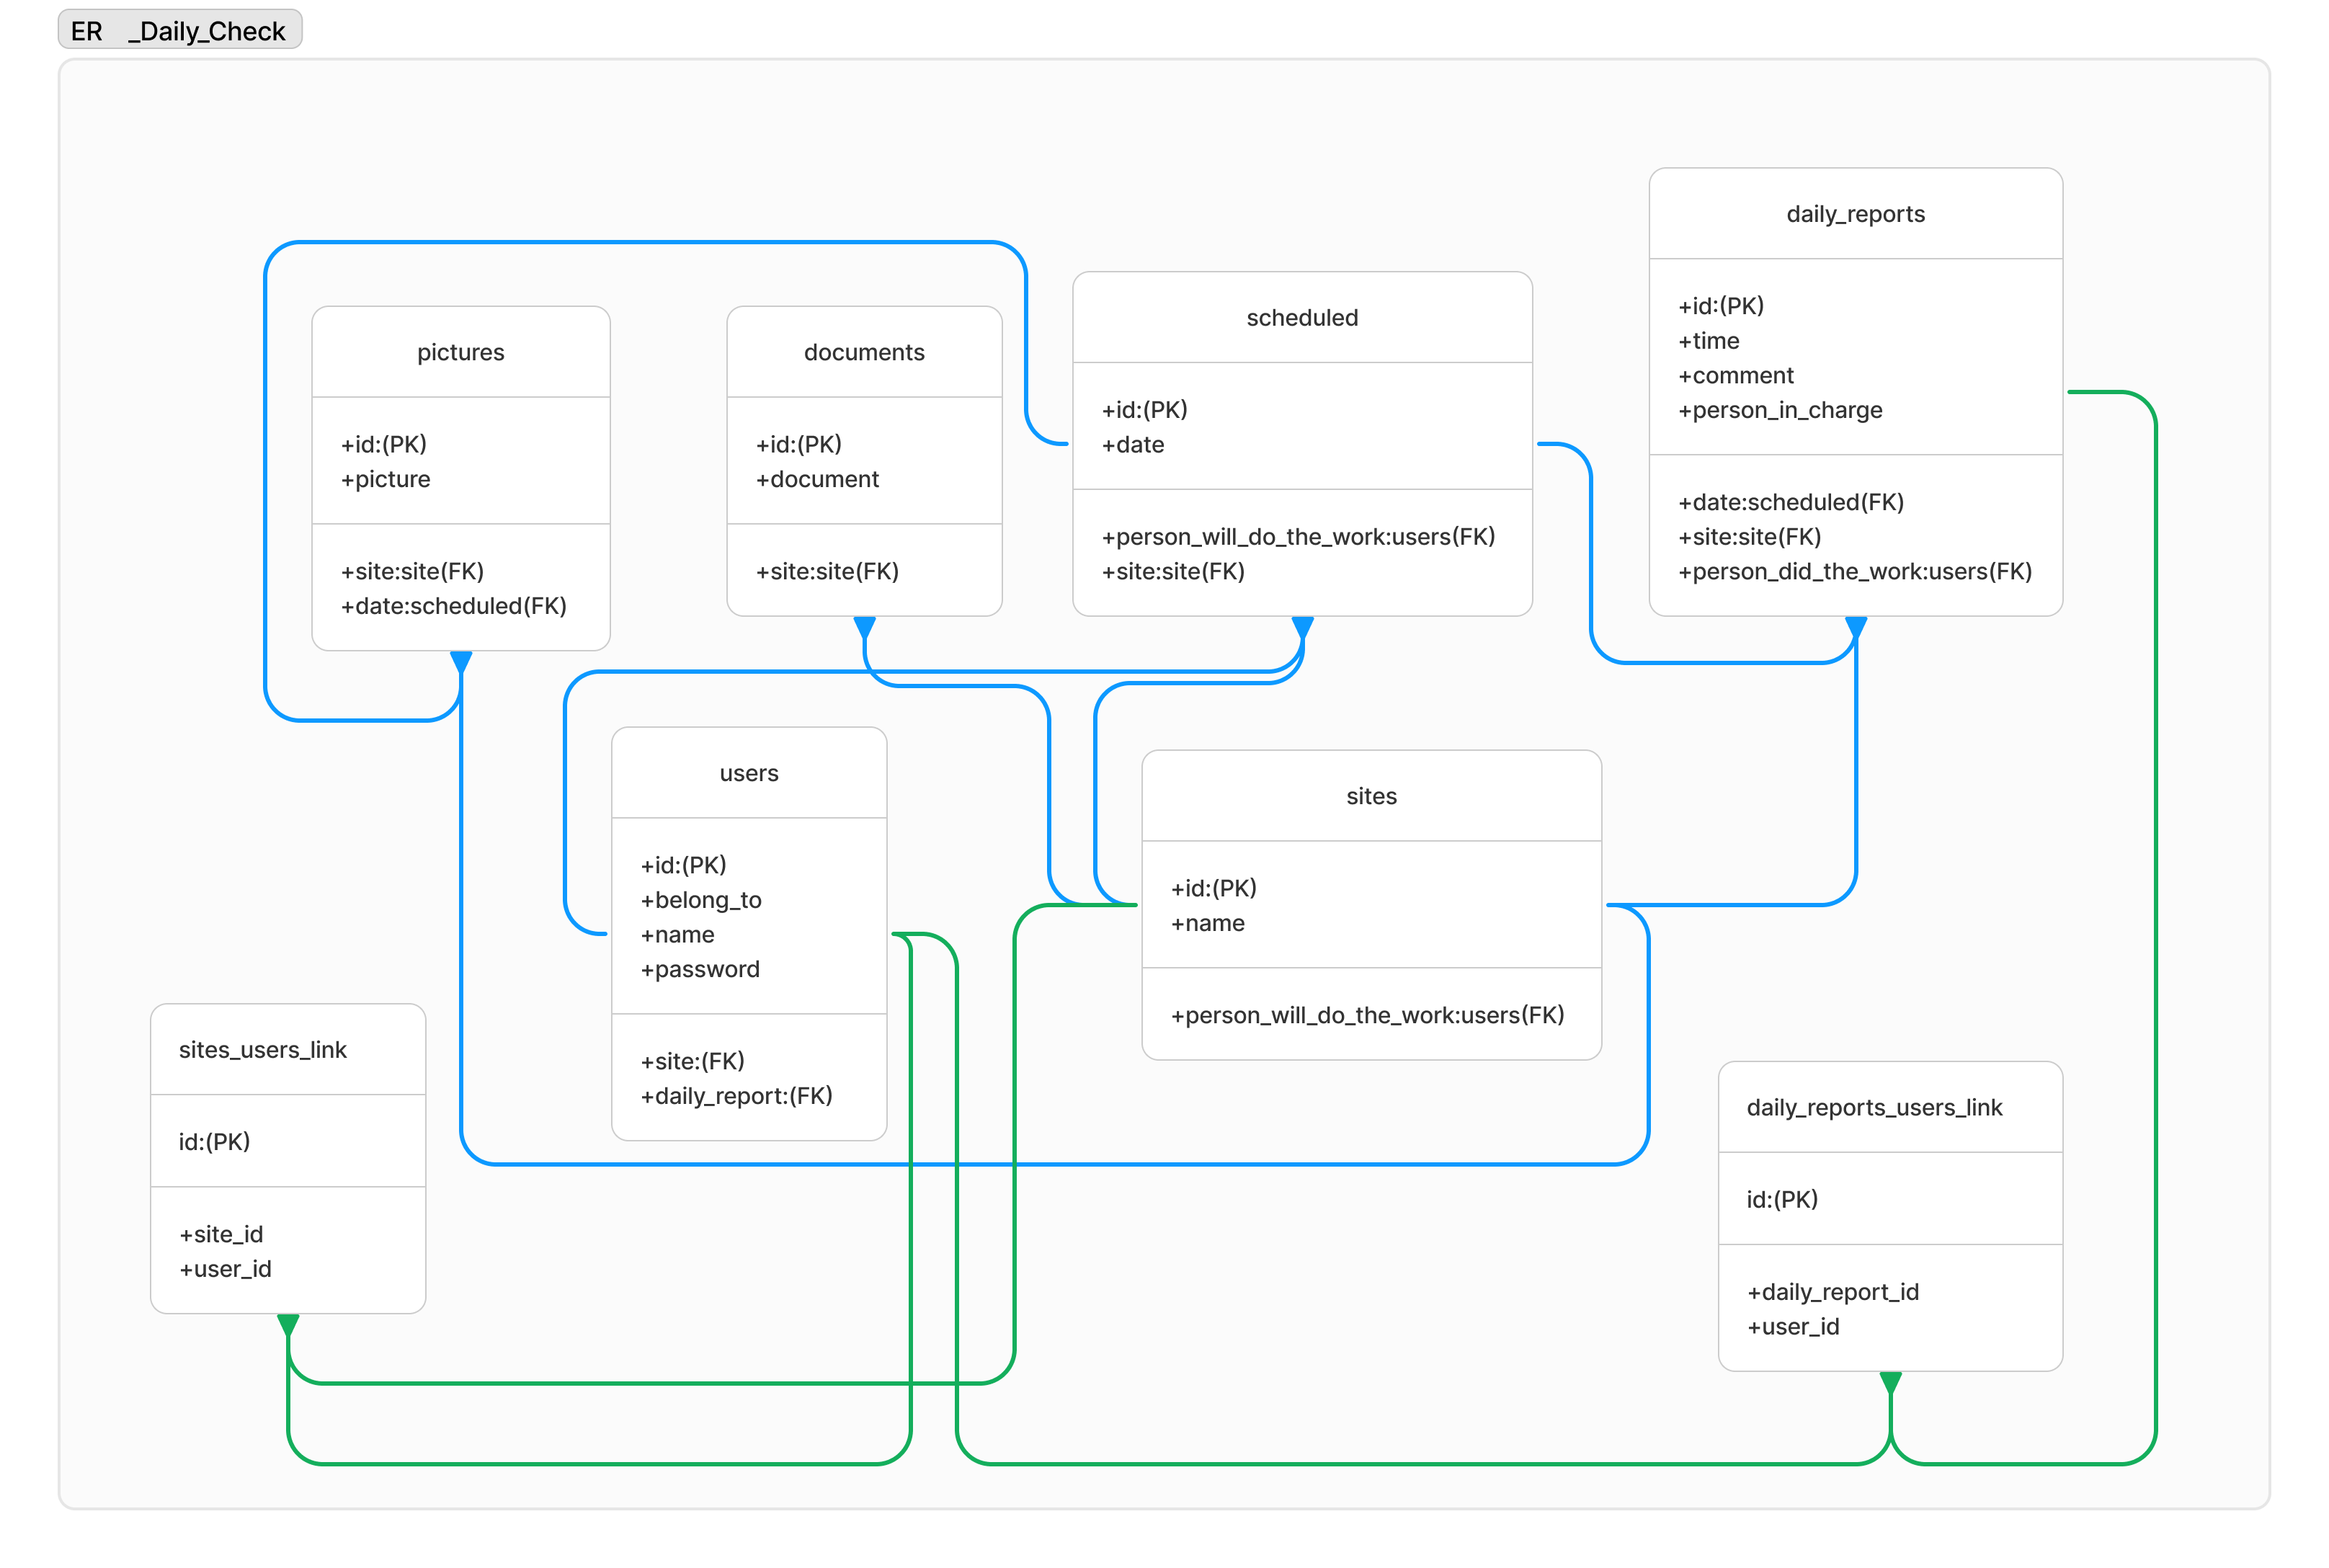 ER _Daily_Check
pictures
+id:(PK)
+picture
+site:site(FK)
+date:scheduled(FK)
documents
+id:(PK)
+document
+site:site(FK)
scheduled
+id:(PK)
+date
+person_will_do_the_work:users(FK)
+site:site(FK)
daily_reports
+id:(PK)
+time
+comment
+person_in_charge
+date:scheduled(FK)
+site:site(FK)
+person_did_the_work:users(FK)
users
+id:(PK)
+belong_to
+name
+password
+site:(FK)
+daily_report:(FK)
sites
+id:(PK)
+name
+person_will_do_the_work:users(FK)
sites_users_link
id:(PK)
+site_id
+user_id
daily_reports_users_link
id:(PK)
+daily_report_id
+user_id